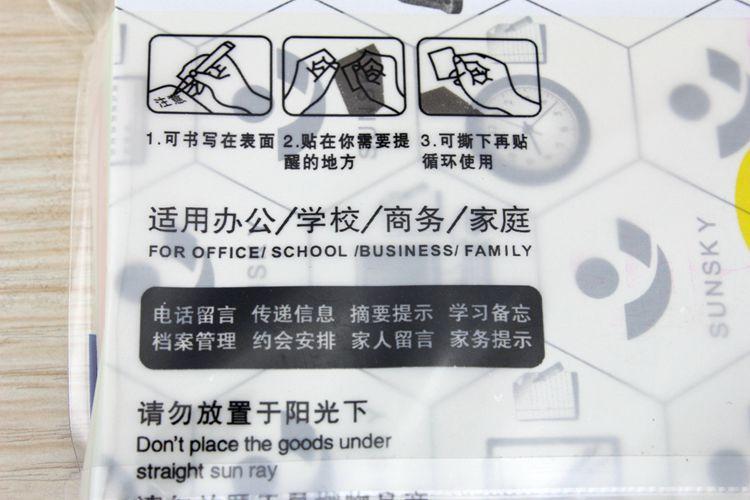 1.可书写在表面 2.贴在你需要提 3.可撕下再贴
醒的地方 循环使用
适用办公/学校/商务/家庭
FOR OFFICE/ SCHOOL /BUSINESS/ FAMILY
电话留言 传递信息 摘要提示 学习备忘
档案管理 约会安排 家人留言 家务提示
请勿放置于阳光下
Don't place the goods under
straight sun ray
SUNSKY